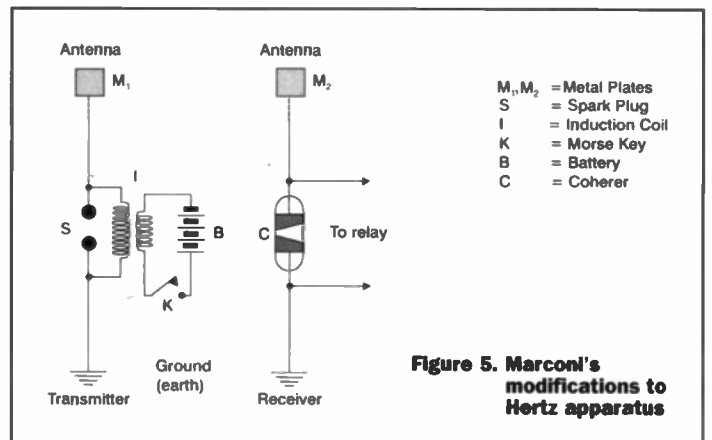 Antenna
Antenna
M₁
M₂
M₁,M₂ = Metal Plates
S = Spark Plug
I = Induction Coil
K = Morse Key
B = Battery
C = Coherer
I
S
B
C
To relay
K
Ground
(earth)
Transmitter
Receiver
Figure 5. Marconi's
modifications to
Hertz apparatus